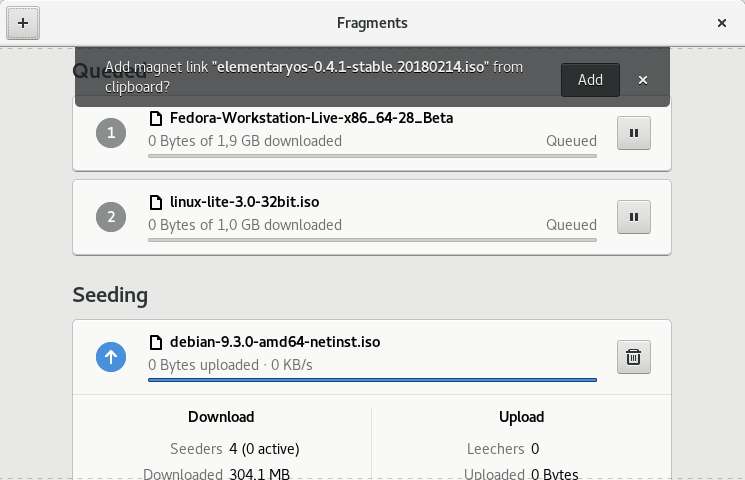 Fragments
Queued
Add magnet link "elementaryos-0.4.1-stable.20180214.iso" from
clipboard?
Add
1
Fedora-Workstation-Live-x86_64-28_Beta
0 Bytes of 1,9 GB downloaded
Queued
2
linux-lite-3.0-32bit.iso
0 Bytes of 1,0 GB downloaded
Queued
Seeding
debian-9.3.0-amd64-netinst.iso
0 Bytes uploaded · 0 KB/s
Download
Upload
Seeders 4 (0 active)
Leechers 0
Downloaded 304,1 MB
Uploaded 0 Bytes